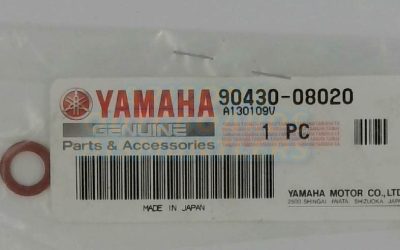 YAMAHA 90430-08020
A130109V
GENUINE
Parts & Accessories
1 PC
YAMAHA MOTOR CO.,LTD
2500 SHINGAI IWATA SHIZUOKA JAPAN
MADE IN JAPAN